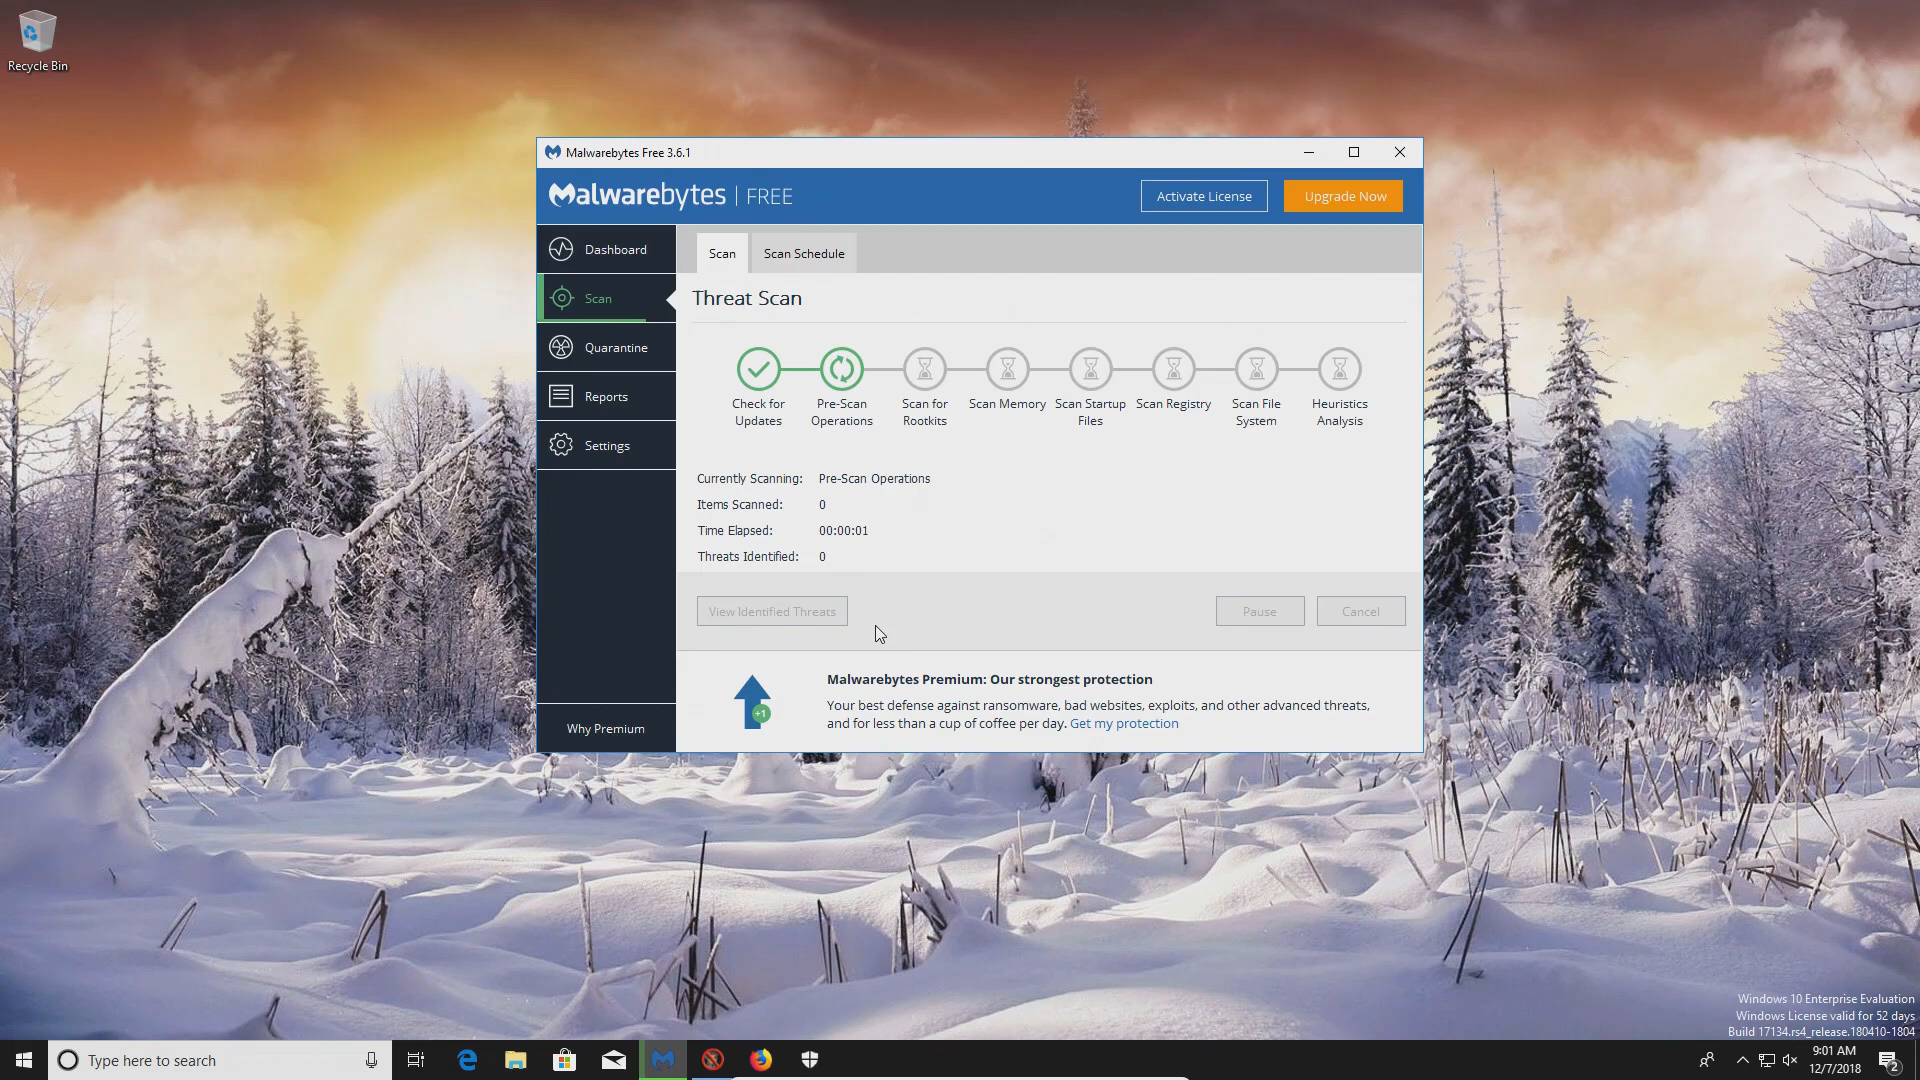 Recycle Bin
Malwarebytes Free 3.6.1
Malwarebytes | FREE
Activate License
Upgrade Now
Dashboard
Scan
Quarantine
Reports
Settings
Why Premium
Scan
Scan Schedule
Threat Scan
Check for Updates
Pre-Scan Operations
Scan for Rootkits
Scan Memory
Scan Startup Files
Scan Registry
Scan File System
Heuristics Analysis
Currently Scanning: Pre-Scan Operations
Items Scanned: 0
Time Elapsed: 00:00:01
Threats Identified: 0
View Identified Threats
Pause
Cancel
+1
Malwarebytes Premium: Our strongest protection
Your best defense against ransomware, bad websites, exploits, and other advanced threats,
and for less than a cup of coffee per day. Get my protection
Windows 10 Enterprise Evaluation
Windows License valid for 52 days
Build 17134.rs4_release.180410-1804
Type here to search
9:01 AM
12/7/2018
2